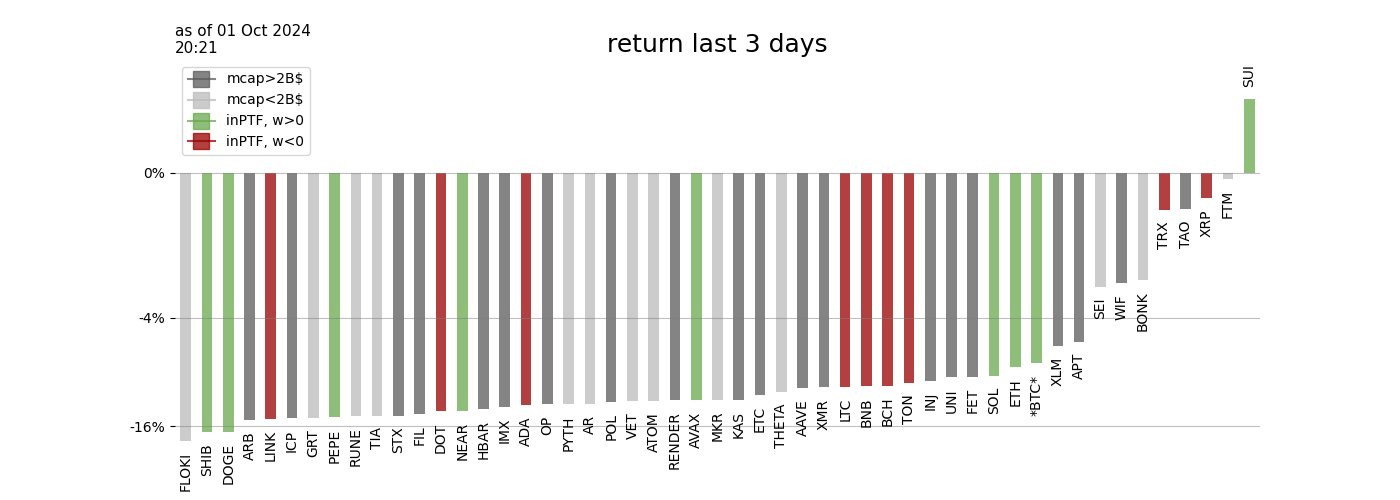 as of 01 Oct 2024
20:21
return last 3 days
mcap>2B$
mcap<2B$
inPTF, w>0
inPTF, w<0
0%
-4%
-16%
FLOKI
SHIB
DOGE
ARB
LINK
ICP
GRT
PEPE
RUNE
TIA
STX
FIL
DOT
NEAR
HBAR
IMX
ADA
OP
PYTH
AR
POL
VET
ATOM
RENDER
AVAX
MKR
KAS
ETC
THETA
AAVE
XMR
LTC
BNB
BCH
TON
INJ
UNI
FET
SOL
ETH
*BTC*
XLM
APT
SEI
WIF
BONK
TRX
TAO
XRP
FTM
SUI